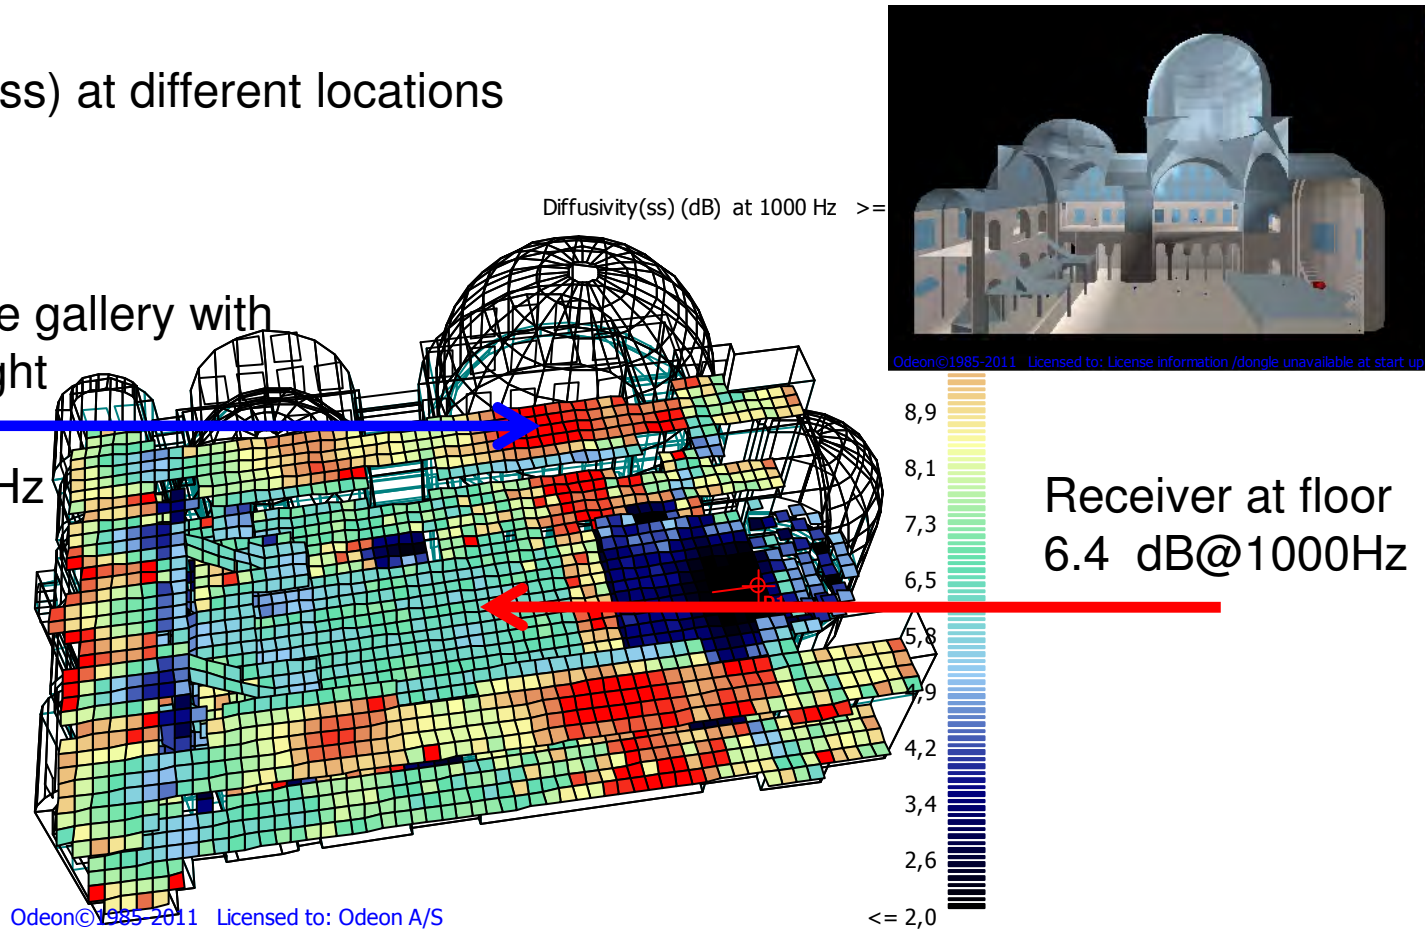 ss) at different locations
Diffusivity(ss) (dB) at 1000 Hz >=
e gallery with
ght
Hz
Odeon©1985-2011 Licensed to: License information /dongle unavailable at start up
8,9
8,1
7,3
6,5
5,8
4,9
4,2
3,4
2,6
<= 2,0
Receiver at floor
6.4 dB@1000Hz
P1
Odeon©1985-2011 Licensed to: Odeon A/S